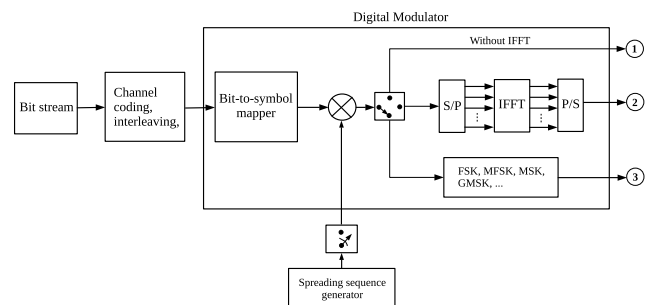 Digital Modulator
Without IFFT
1
Bit stream
Channel
coding,
interleaving,
Bit-to-symbol
mapper
S/P
IFFT
P/S
2
FSK, MFSK, MSK,
GMSK, ...
3
Spreading sequence
generator